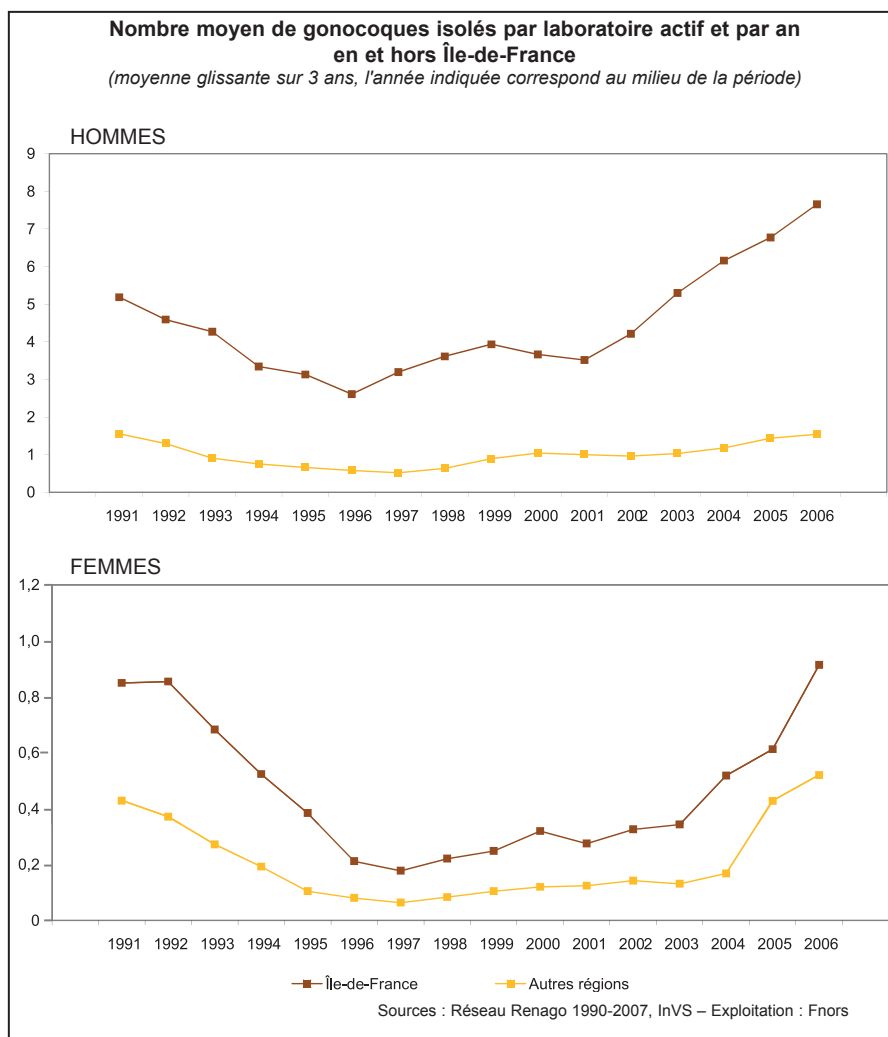 Nombre moyen de gonocoques isolés par laboratoire actif et par an
en et hors Île-de-France
(moyenne glissante sur 3 ans, l'année indiquée correspond au milieu de la période)
HOMMES
9
8
7
6
5
4
3
2
1
0
1991 1992 1993 1994 1995 1996 1997 1998 1999 2000 2001 2002 2003 2004 2005 2006
FEMMES
1,2
1,0
0,8
0,6
0,4
0,2
0
1991 1992 1993 1994 1995 1996 1997 1998 1999 2000 2001 2002 2003 2004 2005 2006
Île-de-France Autres régions
Sources : Réseau Renago 1990-2007, InVS – Exploitation : Fnors